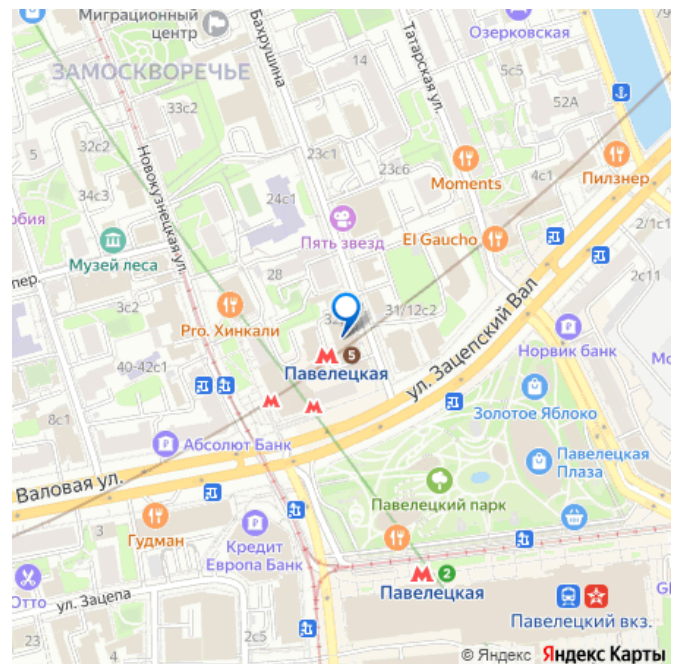 Миграционный
центр
Бахрушина
Татарская ул.
Озерковская
79
ЗАМОСКВОРЕЧЬЕ
14
5с5
52А
33с2
5
32с2
Новокузнецкая ул.
23с1
23с6
Moments
4с1
Пилзнер
34с3
24с1
обия
Пять звезд
El Gaucho
2/1с1
Музей леса
пер.
28
2с11
3с2
Pro. Хинкали
31/12с2
ул. Зацепский Вал
Норвик банк
5
Павелецкая
40-42с1
Золотое Яблоко
8с1
Абсолют Банк
Павелецкая
Плаза
Валовая ул.
Павелецкий парк
3
Гудман
Кредит
Европа Банк
2
Отто
ул. Зацепа
Павелецкая
Павелецкий вкз.
23
4
2с5
© Яндекс Яндекс Карты